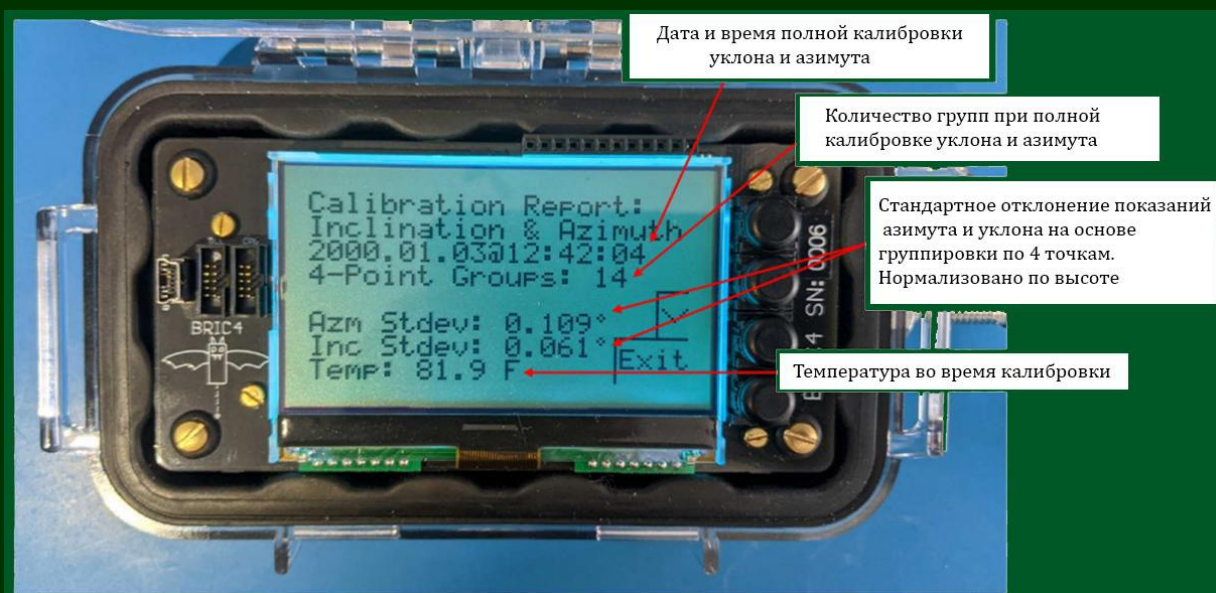 Дата и время полной калибровки
уклона и азимута
Количество групп при полной
калибровке уклона и азимута
Стандартное отклонение показаний
азимута и уклона на основе
группировки по 4 точкам.
Нормализовано по высоте
Температура во время калибровки
Calibration Report:
Inclination & Azimuth
2000.01.03@12:42:04
4-Point Groups: 14
Azm Stdev: 0.109°
Inc Stdev: 0.061°
Temp: 81.9 F
Exit
BRIC4
SN: 0006